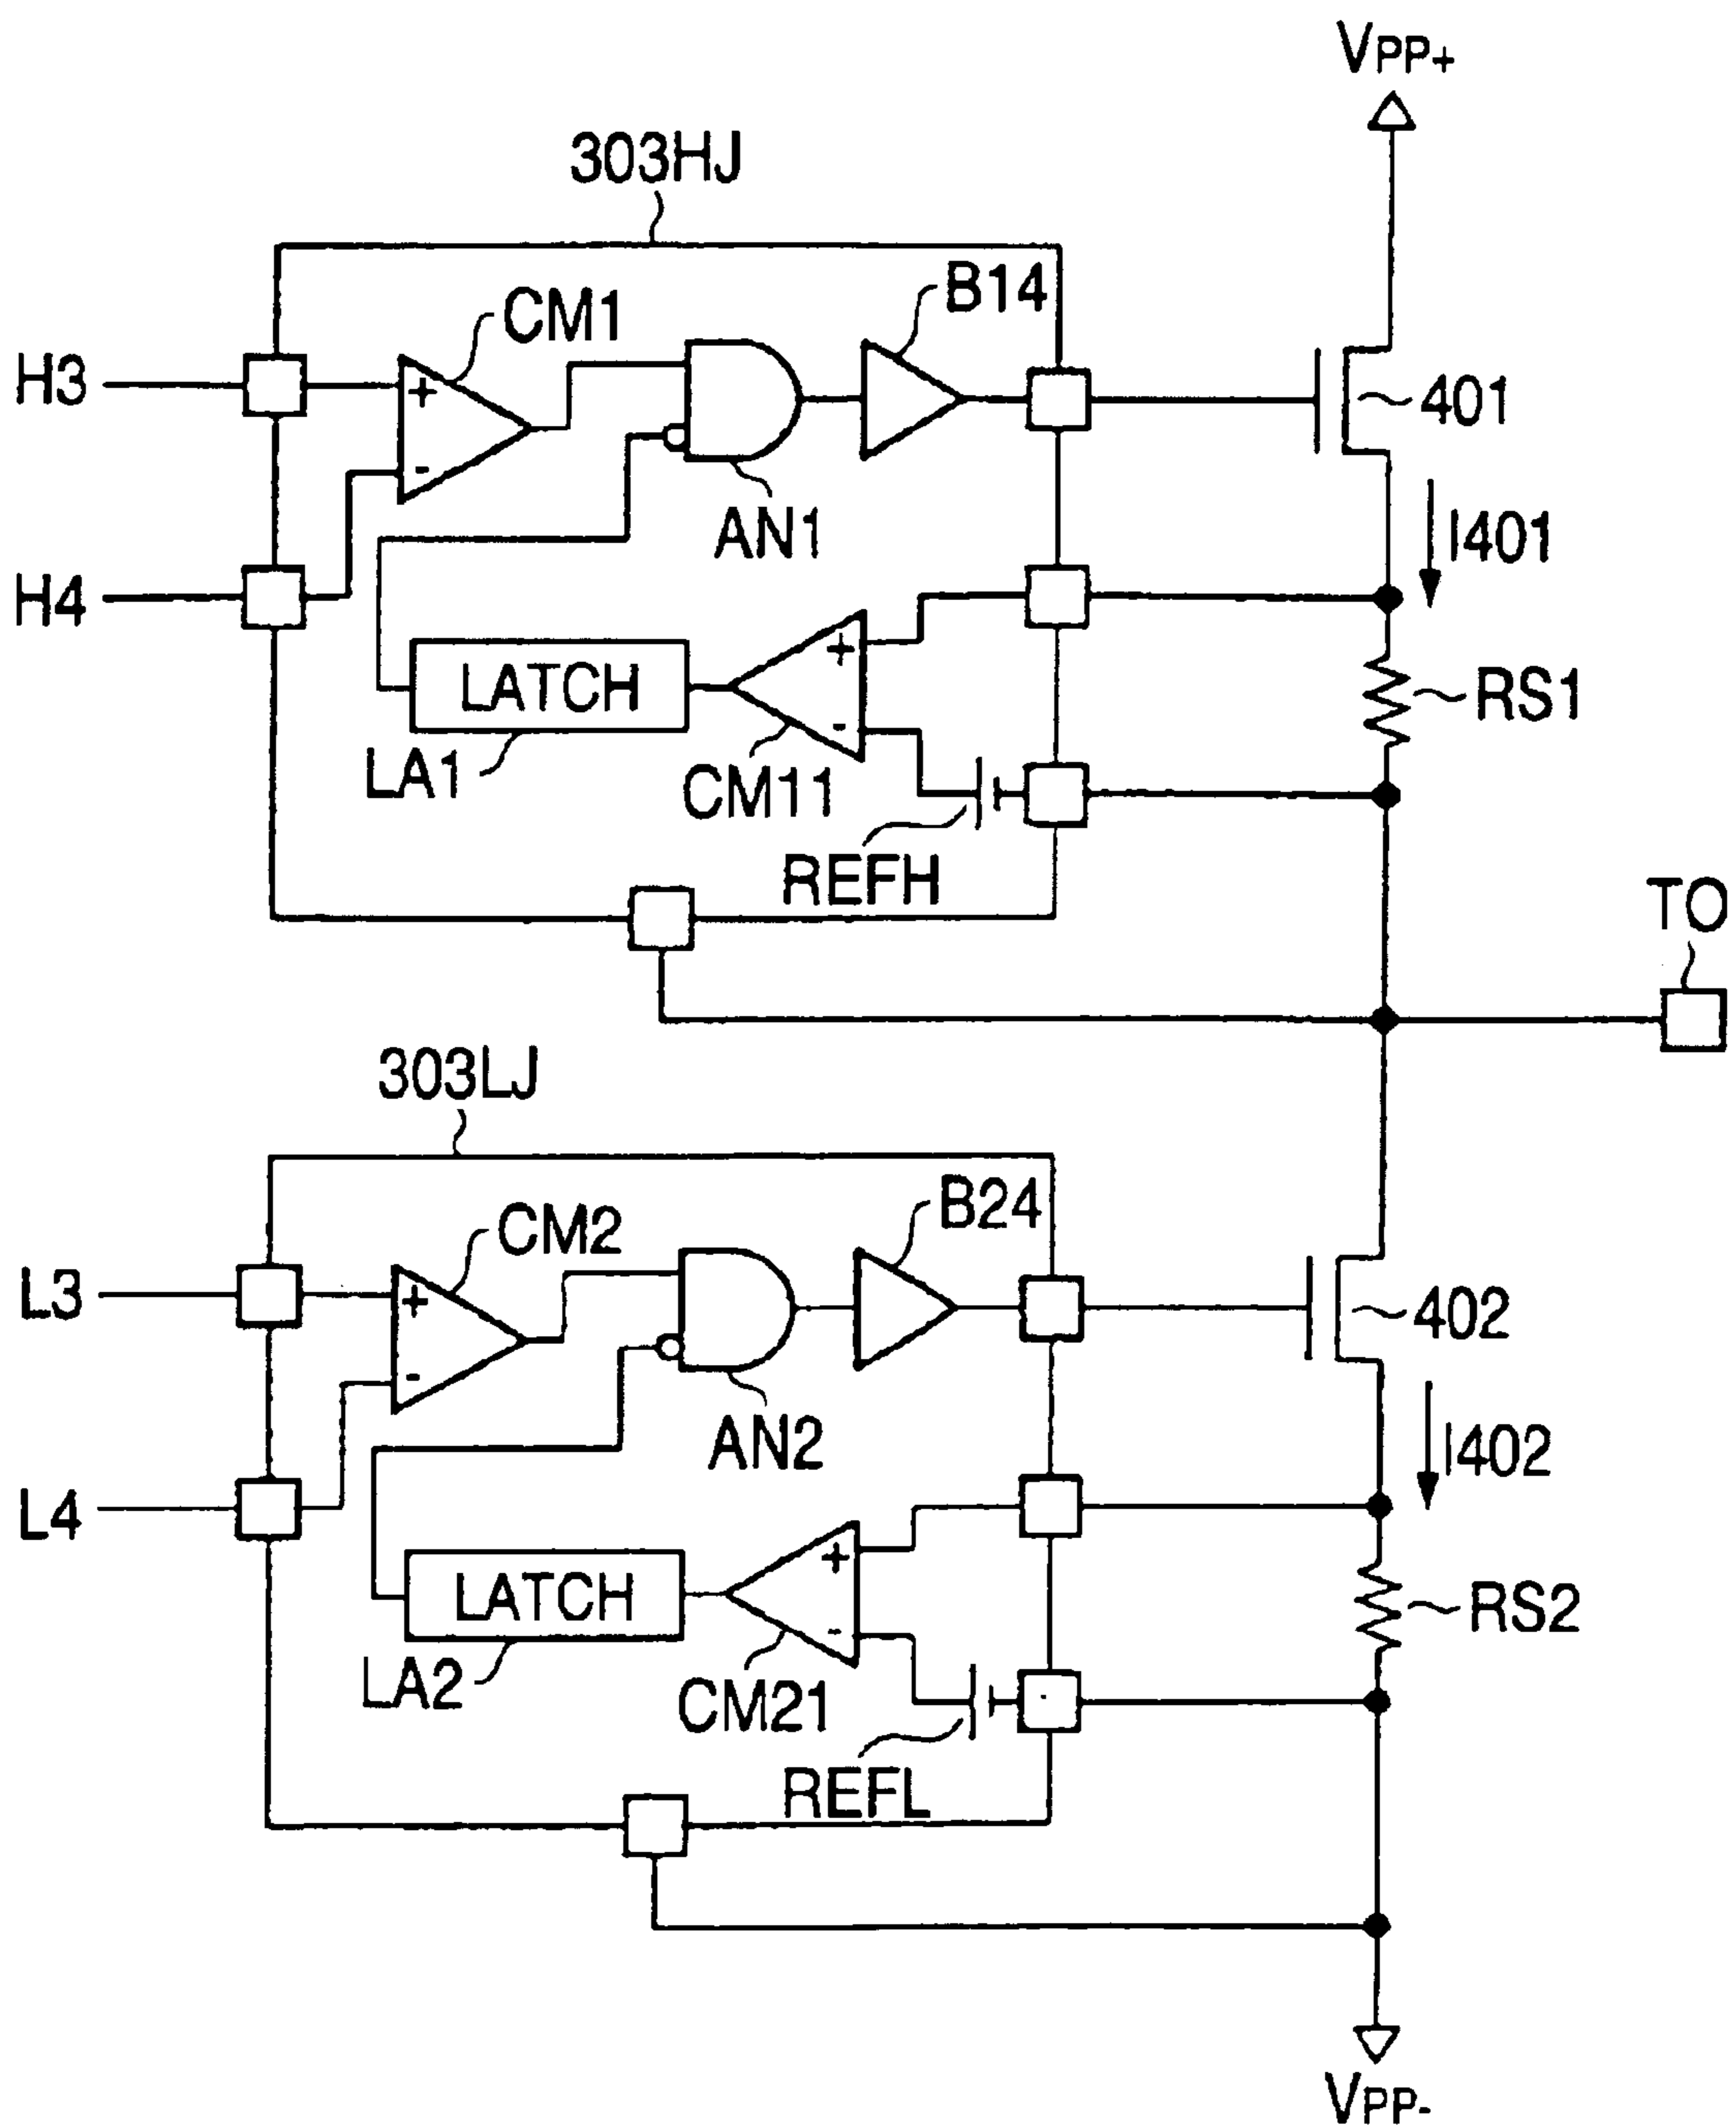 VPP+
303HJ
CM1
B14
+
-
H3
401
AN1
I401
H4
+
-
LATCH
RS1
LA1
CM11
REFH
TO
303LJ
CM2
B24
L3
+
-
402
AN2
I402
L4
+
-
LATCH
RS2
LA2
CM21
REFL
VPP-